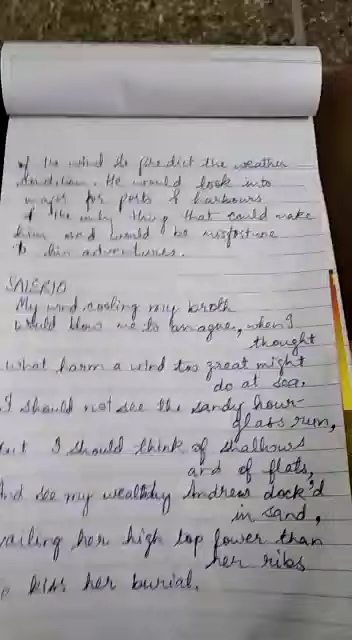 of the wind to predict the weather
condition. He would look into
maps for ports & harbours
& the only thing that could make
him sad would be misfortune
to his adventures.
SALERIO
My wind cooling my broth
would blow me to an ague, when I
thought
what harm a wind too great might
do at sea.
I should not see the sandy hour-
glass run,
but I should think of shallows
and of flats,
And see my wealthy Andrew dock'd
in sand,
vailing her high top lower than
her ribs
kiss her burial.